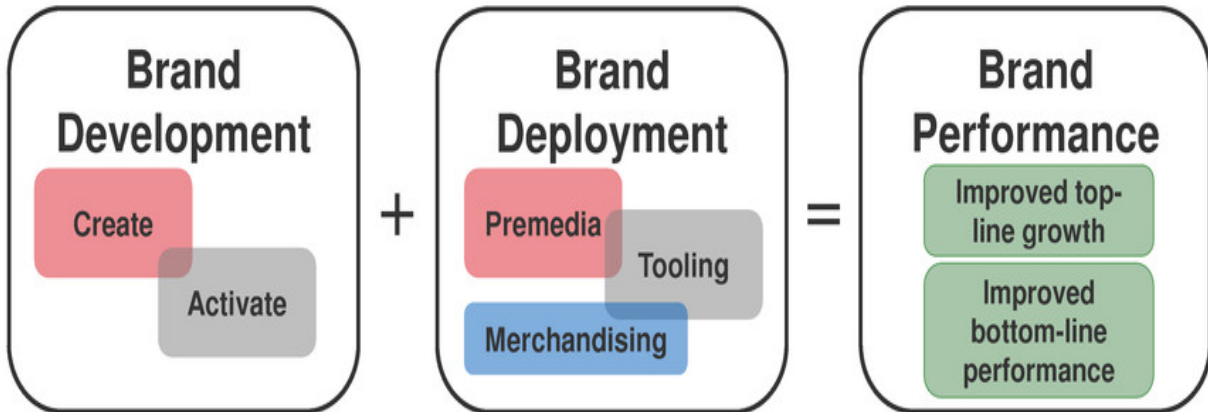 Brand
Development
Create
Activate
+
Brand
Deployment
Premedia
Tooling
Merchandising
=
Brand
Performance
Improved top-
line growth
Improved
bottom-line
performance